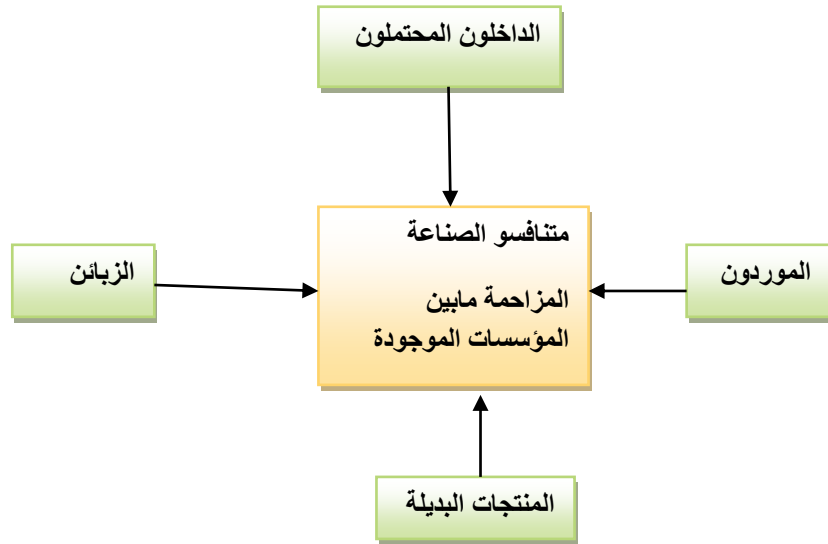 الداخلون المحتملون
متنافسو الصناعة
المزاحمة مابين
المؤسسات الموجودة
الموردون
الزبائن
المنتجات البديلة